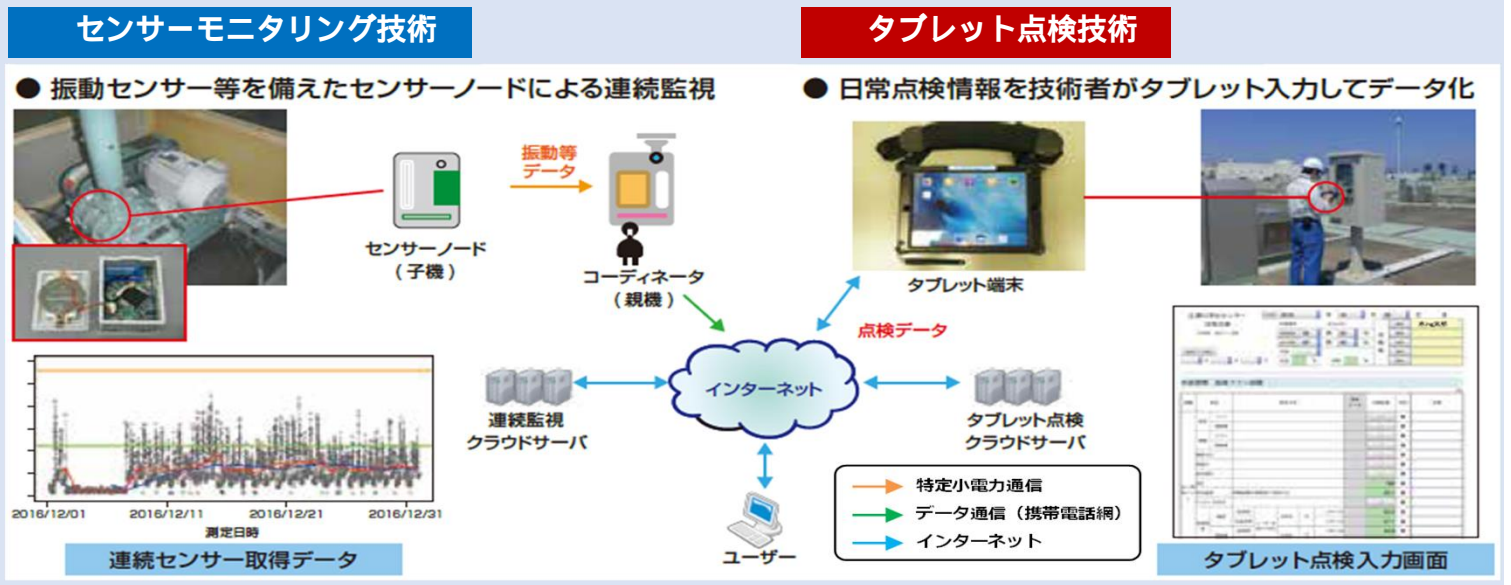 センサーモニタリング技術
タブレット点検技術
● 振動センサー等を備えたセンサーノードによる連続監視
● 日常点検情報を技術者がタブレット入力してデータ化
振動等
データ
センサーノード
(子機)
コーディネータ
(親機)
タブレット端末
点検データ
インターネット
連続監視
クラウドサーバ
タブレット点検
クラウドサーバ
ユーザー
特定小電力通信
データ通信(携帯電話網)
インターネット
2016/12/01
2016/12/11
2016/12/21
2016/12/31
測定日時
連続センサー取得データ
タブレット点検入力画面